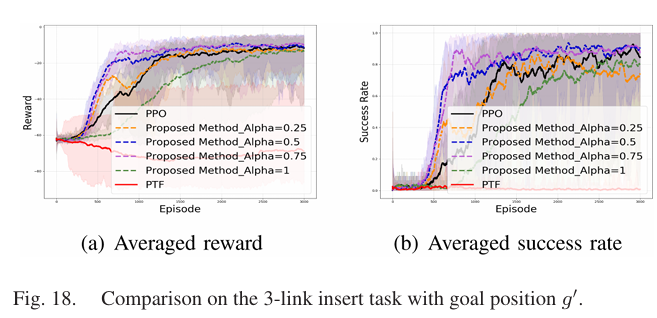 Reward
0
-20
-40
-60
-80
PPO
Proposed Method_Alpha=0.25
Proposed Method_Alpha=0.5
Proposed Method_Alpha=0.75
Proposed Method_Alpha=1
PTF
0
500
1000
1500
2000
2500
3000
Episode
(a) Averaged reward
Success Rate
1.0
0.8
0.6
0.4
0.2
0.0
PPO
Proposed Method_Alpha=0.25
Proposed Method_Alpha=0.5
Proposed Method_Alpha=0.75
Proposed Method_Alpha=1
PTF
0
500
1000
1500
2000
2500
3000
Episode
(b) Averaged success rate
Fig. 18. Comparison on the 3-link insert task with goal position g′.